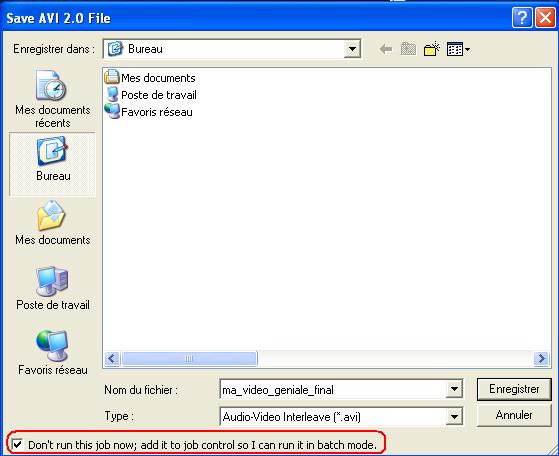 Save AVI 2.0 File
Enregistrer dans :
Bureau
Mes documents récents
Bureau
Mes documents
Poste de travail
Favoris réseau
Mes documents
Poste de travail
Favoris réseau
Nom du fichier :
ma_video_geniale_final
Enregistrer
Type :
Audio-Video Interleave (*.avi)
Annuler
Don't run this job now; add it to job control so I can run it in batch mode.